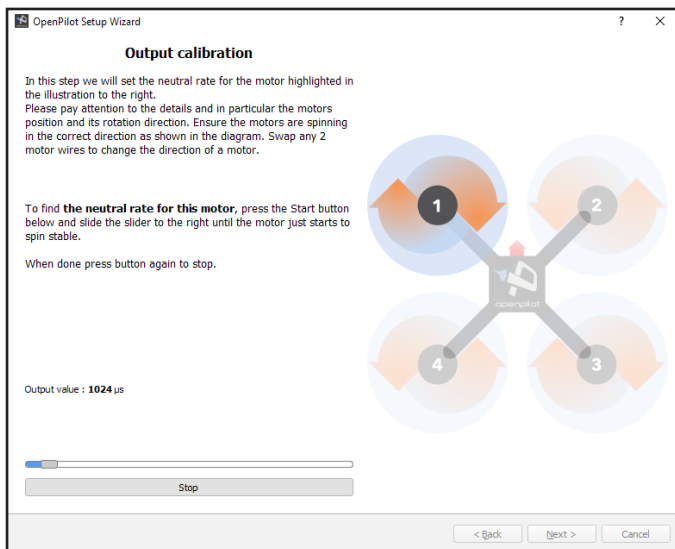 OpenPilot Setup Wizard
?
Output calibration
In this step we will set the neutral rate for the motor highlighted in
the illustration to the right.
Please pay attention to the details and in particular the motors
position and its rotation direction. Ensure the motors are spinning
in the correct direction as shown in the diagram. Swap any 2
motor wires to change the direction of a motor.
To find the neutral rate for this motor, press the Start button
below and slide the slider to the right until the motor just starts to
spin stable.
When done press button again to stop.
1
2
openpilot
4
3
Output value : 1024 µs
Stop
< Back
Next >
Cancel